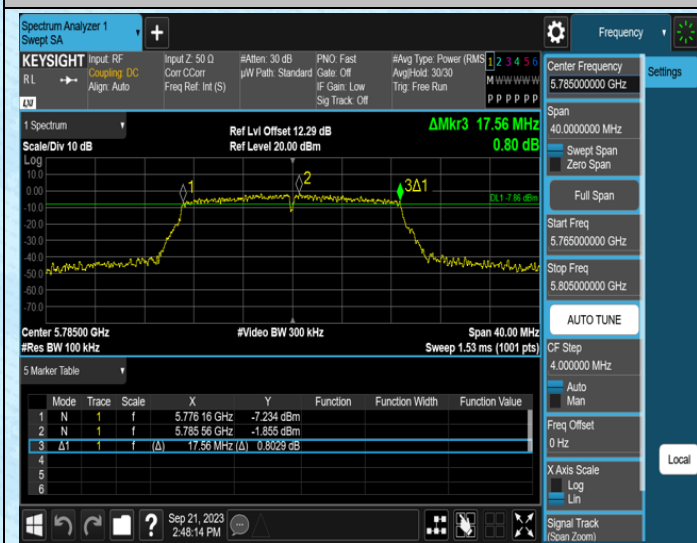 Spectrum Analyzer 1
Swept SA
Frequency
KEYSIGHT
RL
LXI
Input: RF
Coupling: DC
Align: Auto
Input Z: 50 Ω
Corr CCorr
Freq Ref: Int (S)
#Atten: 30 dB
µW Path: Standard
PNO: Fast
Gate: Off
IF Gain: Low
Sig Track: Off
#Avg Type: Power (RMS
Avg|Hold: 30/30
Trig: Free Run
1 2 3 4 5 6
M W W W W W
P P P P P P
1 Spectrum
Scale/Div 10 dB
Ref Lvl Offset 12.29 dB
Ref Level 20.00 dBm
ΔMkr3 17.56 MHz
0.80 dB
Log
10.0
0.00
-10.0
-20.0
-30.0
-40.0
-50.0
-60.0
-70.0
1
2
3Δ1
DL1 -7.86 dBm
Center 5.78500 GHz
#Res BW 100 kHz
#Video BW 300 kHz
Span 40.00 MHz
Sweep 1.53 ms (1001 pts)
5 Marker Table
Mode Trace Scale X Y Function Function Width Function Value
1 N 1 f 5.776 16 GHz -7.234 dBm
2 N 1 f 5.785 56 GHz -1.855 dBm
3 Δ1 1 f (Δ) 17.56 MHz (Δ) 0.8029 dB
4
5
6
Sep 21, 2023
2:48:14 PM
Center Frequency
5.785000000 GHz
Span
40.0000000 MHz
Swept Span
Zero Span
Full Span
Start Freq
5.765000000 GHz
Stop Freq
5.805000000 GHz
AUTO TUNE
CF Step
4.000000 MHz
Auto
Man
Freq Offset
0 Hz
X Axis Scale
Log
Lin
Signal Track
(Span Zoom)
Settings
Local